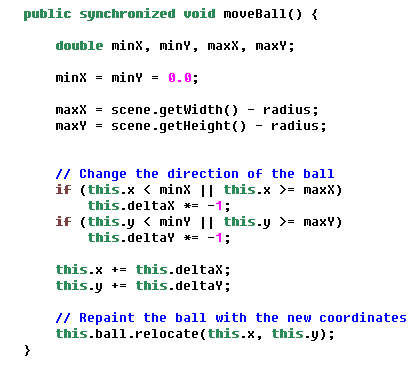 public synchronized void moveBall() {
double minX, minY, maxX, maxY;
minX = minY = 0.0;
maxX = scene.getWidth() - radius;
maxY = scene.getHeight() - radius;
// Change the direction of the ball
if (this.x < minX || this.x >= maxX)
this.deltaX *= -1;
if (this.y < minY || this.y >= maxY)
this.deltaY *= -1;
this.x += this.deltaX;
this.y += this.deltaY;
// Repaint the ball with the new coordinates
this.ball.relocate(this.x, this.y);
}